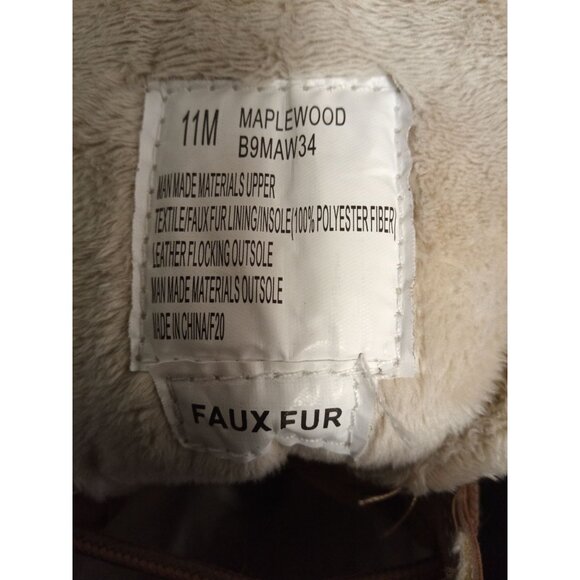 11M MAPLEWOOD
B9MAW34
MAN MADE MATERIALS UPPER
TEXTILE/FAUX FUR LINING/INSOLE(100% POLYESTER FIBER)
LEATHER FLOCKING OUTSOLE
MAN MADE MATERIALS OUTSOLE
MADE IN CHINA/F20
FAUX FUR